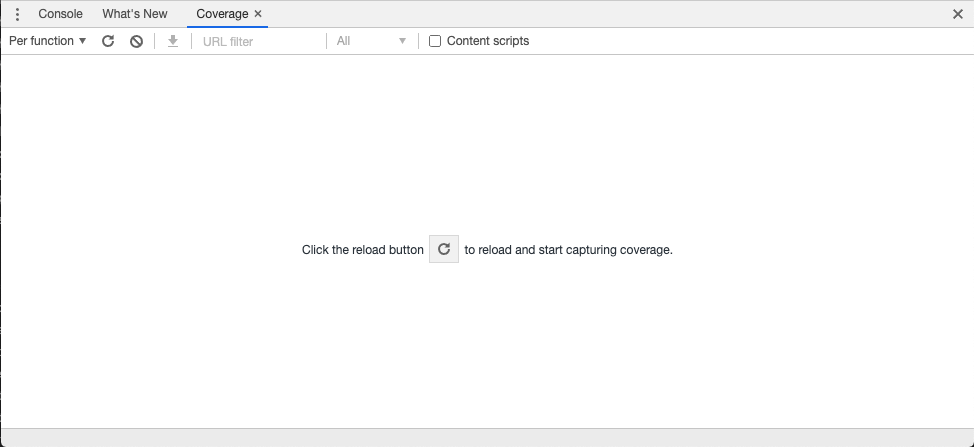 Console What's New Coverage
Per function URL filter All Content scripts
Click the reload button to reload and start capturing coverage.